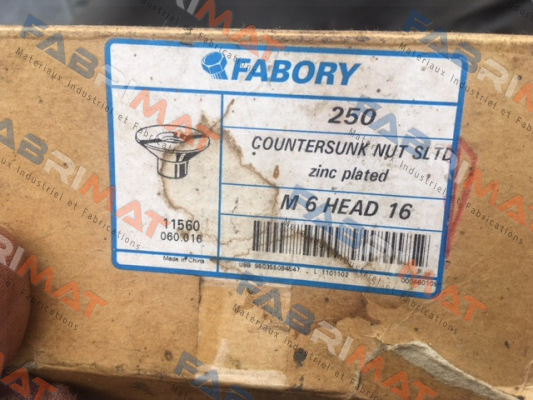 FABORY
250
COUNTERSUNK NUT SLTD
zinc plated
M 6 HEAD 16
11560
060.016
Made in China
L 1101102
FABRIMAT
Materiaux Industriel et Fabrications